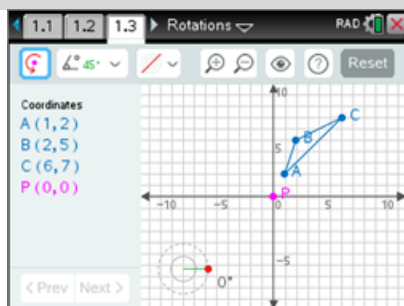 1.1 1.2 1.3 Rotations RAD
45° ? Reset
Coordinates
A (1,2)
B (2,5)
C (6,7)
P (0,0)
< Prev Next >
10
5
-10 -5 5 10
-5
A
B
C
P
0°